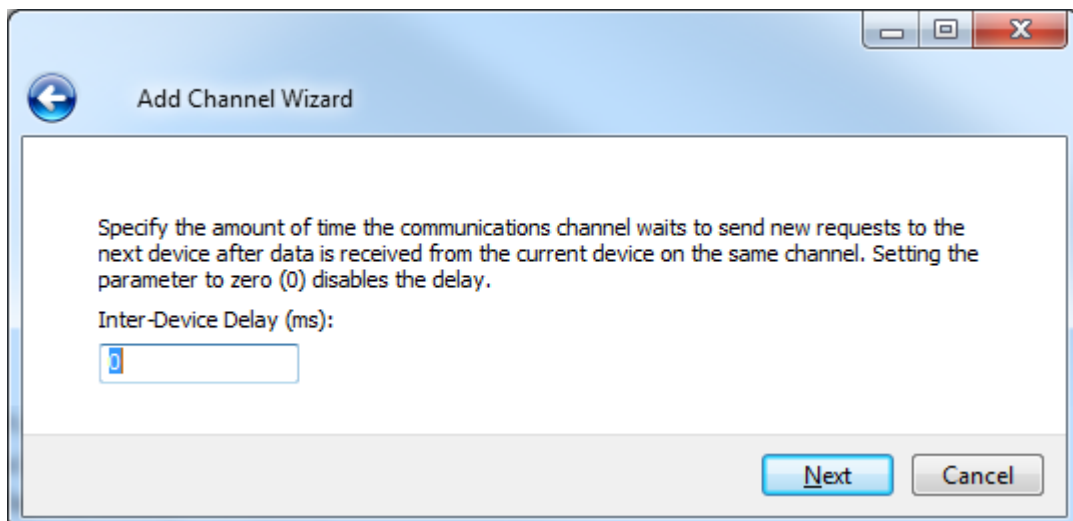 Add Channel Wizard
Specify the amount of time the communications channel waits to send new requests to the
next device after data is received from the current device on the same channel. Setting the
parameter to zero (0) disables the delay.
Inter-Device Delay (ms):
0
Next Cancel